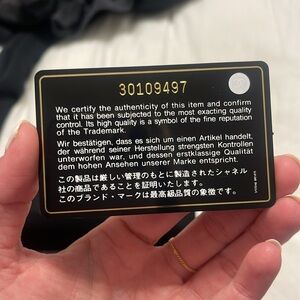 30109497
We certify the authenticity of this item and confirm
that it has been subjected to the most exacting quality
control. Its high quality is a symbol of the fine reputation
of the Trademark.
Wir bestätigen, dass es sich um einen Artikel handelt,
der während seiner Herstellung strengsten Kontrollen
unterworfen war, und dessen erstklassige Qualität
dem hohen Ansehen unserer Marke entspricht.
この製品は厳しい管理のもとに製造されたシャネル
社の商品であることを証明いたします。
このブランド・マークは最高級品質の象徴です。